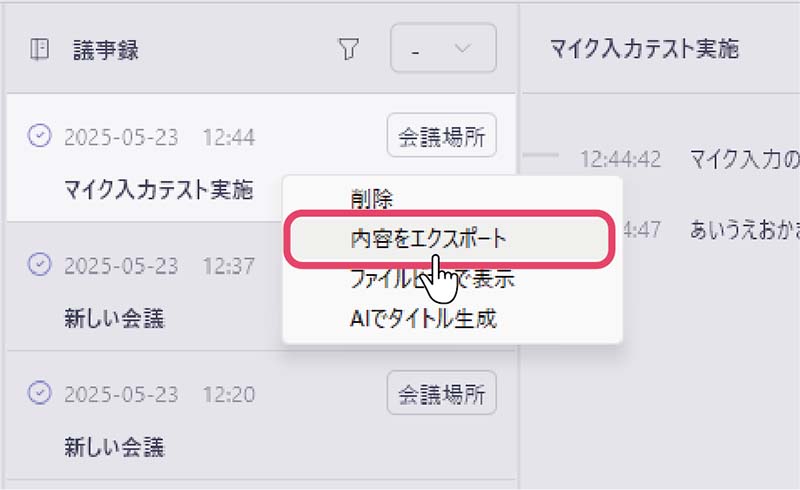 議事録
-
マイク入力テスト実施
2025-05-23 12:44
会議場所
マイク入力テスト実施
12:44:42 マイク入力の
4:47 あいうえおかき
削除
内容をエクスポート
ファイルビ で表示
AIでタイトル生成
2025-05-23 12:37
新しい会議
2025-05-23 12:20
会議場所
新しい会議